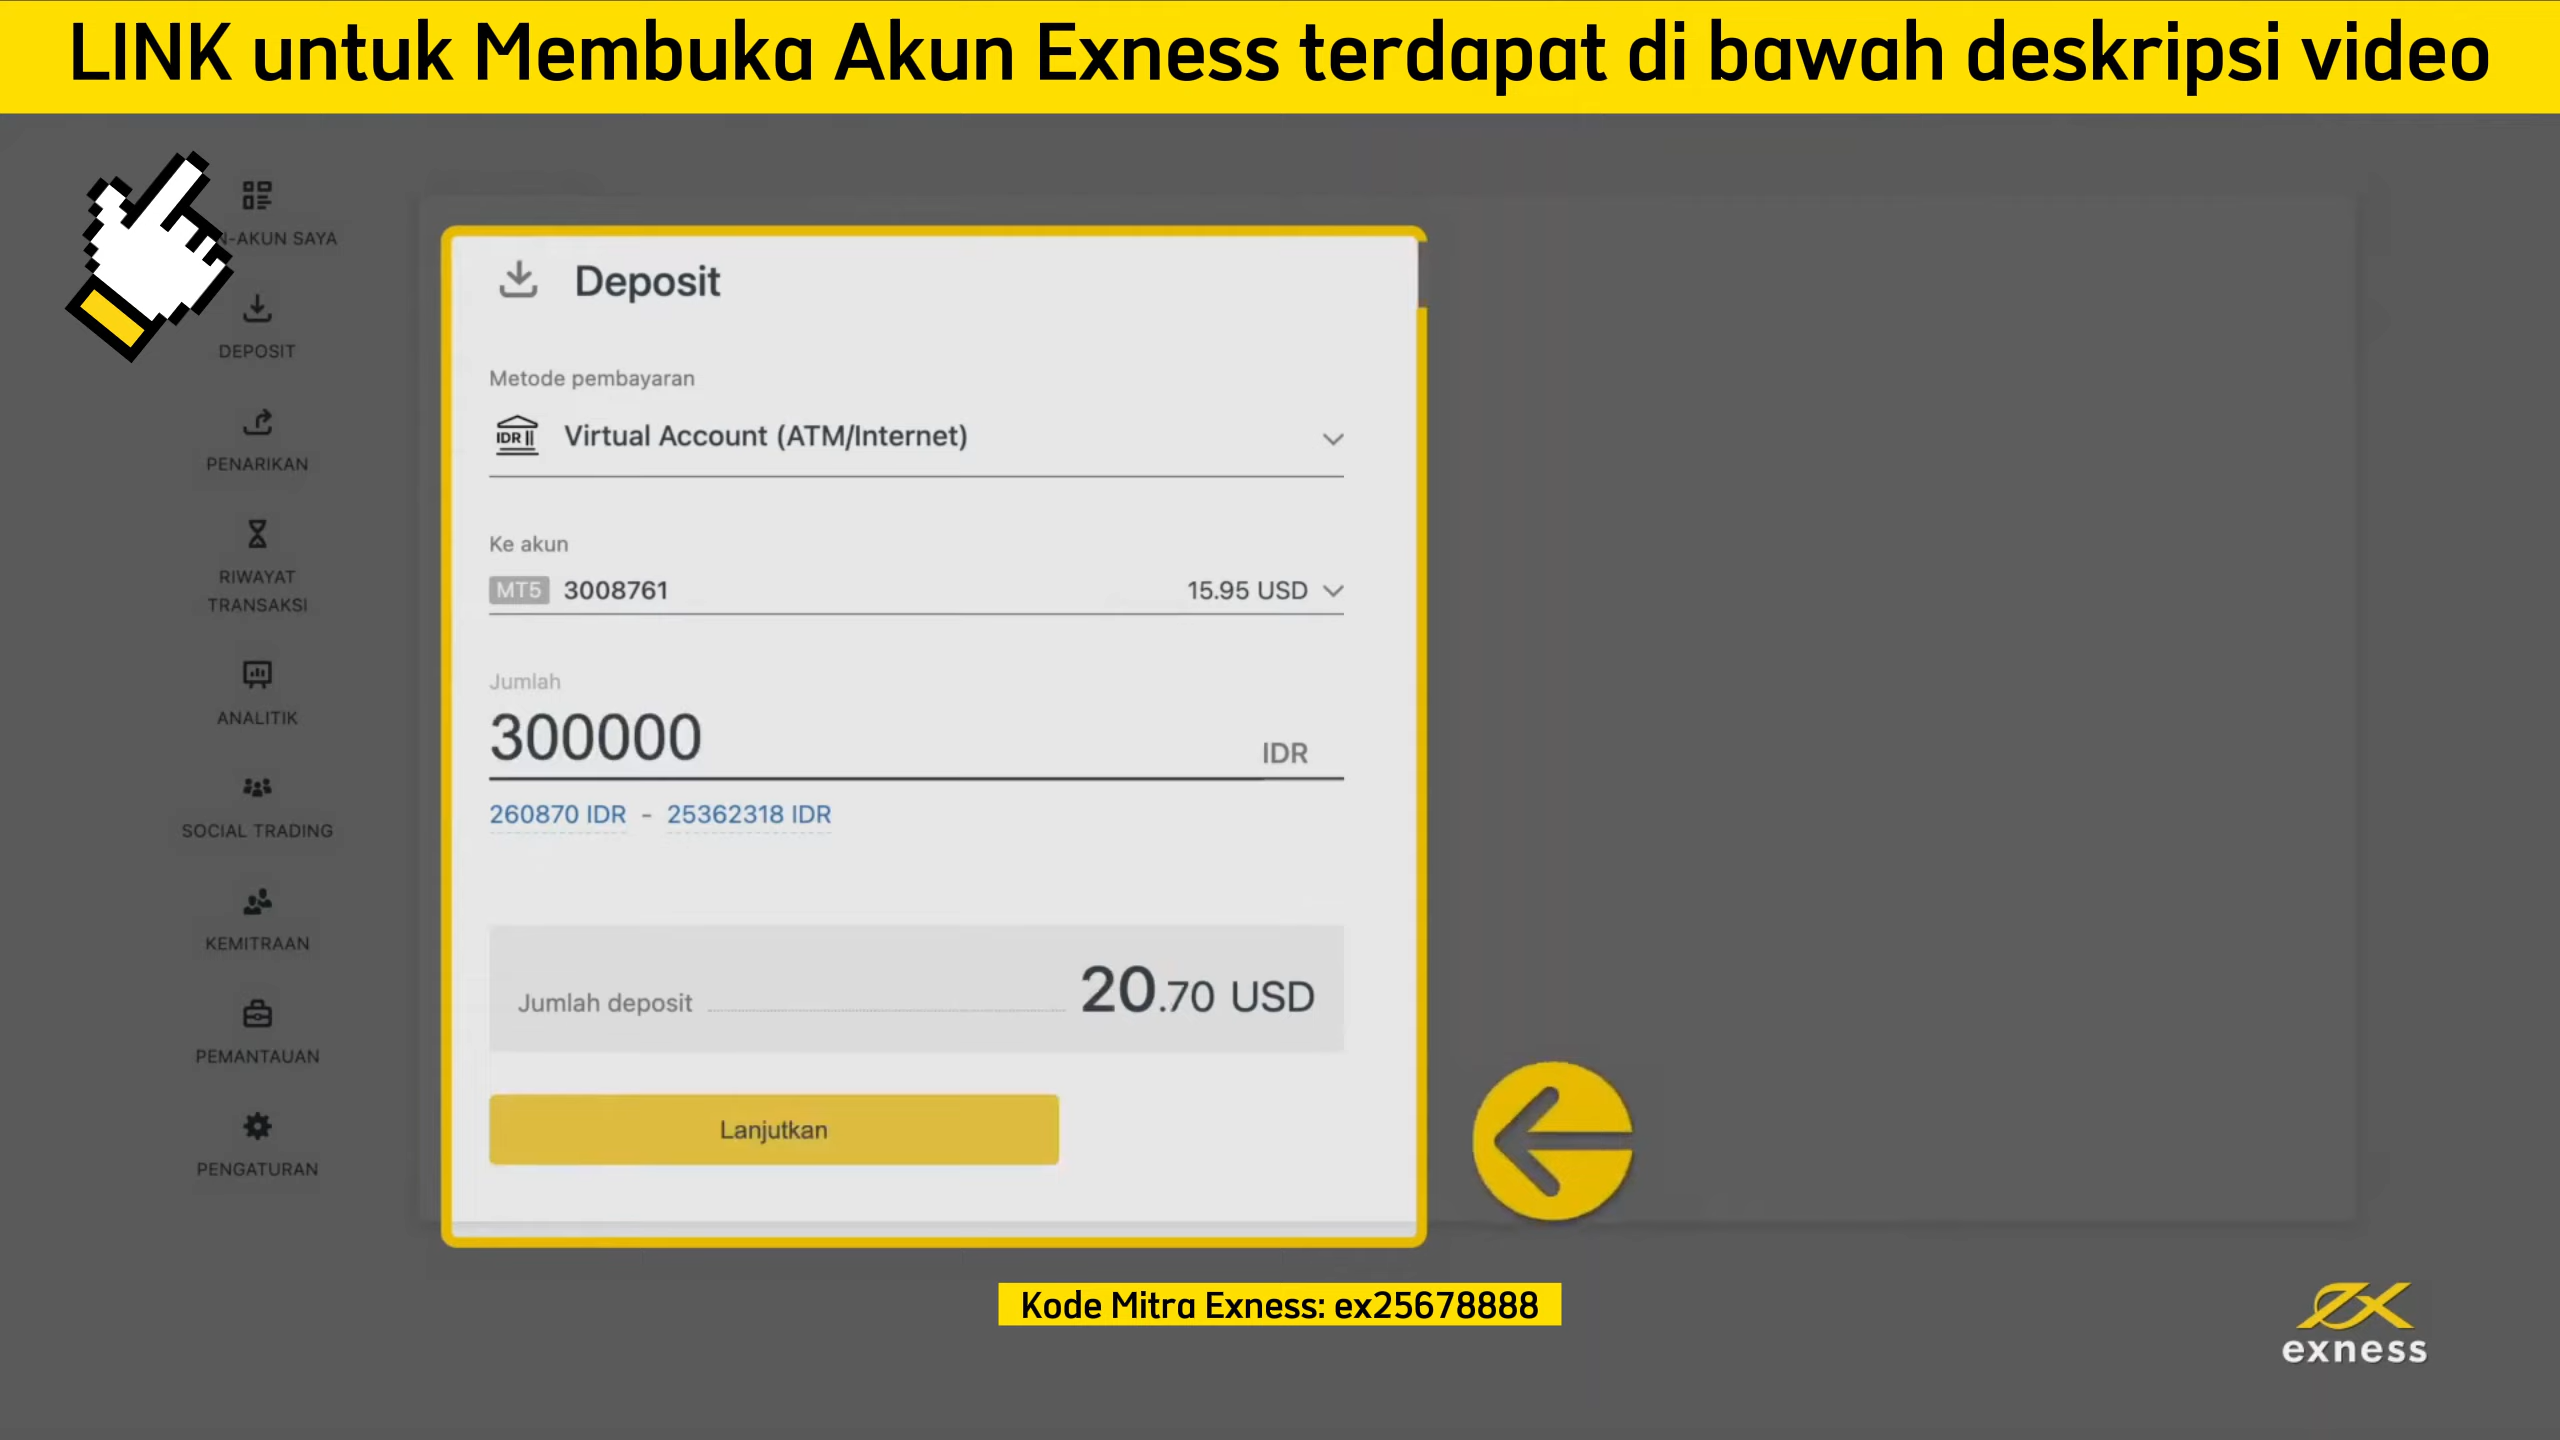 LINK untuk Membuka Akun Exness terdapat di bawah deskripsi video
N-AKUN SAYA
DEPOSIT
PENARIKAN
RIWAYAT
TRANSAKSI
ANALITIK
SOCIAL TRADING
KEMITRAAN
PEMANTAUAN
PENGATURAN
Deposit
Metode pembayaran
IDR Virtual Account (ATM/Internet)
Ke akun
MT5 3008761 15.95 USD
Jumlah
300000 IDR
260870 IDR - 25362318 IDR
Jumlah deposit 20.70 USD
Lanjutkan
Kode Mitra Exness: ex25678888
ex
exness